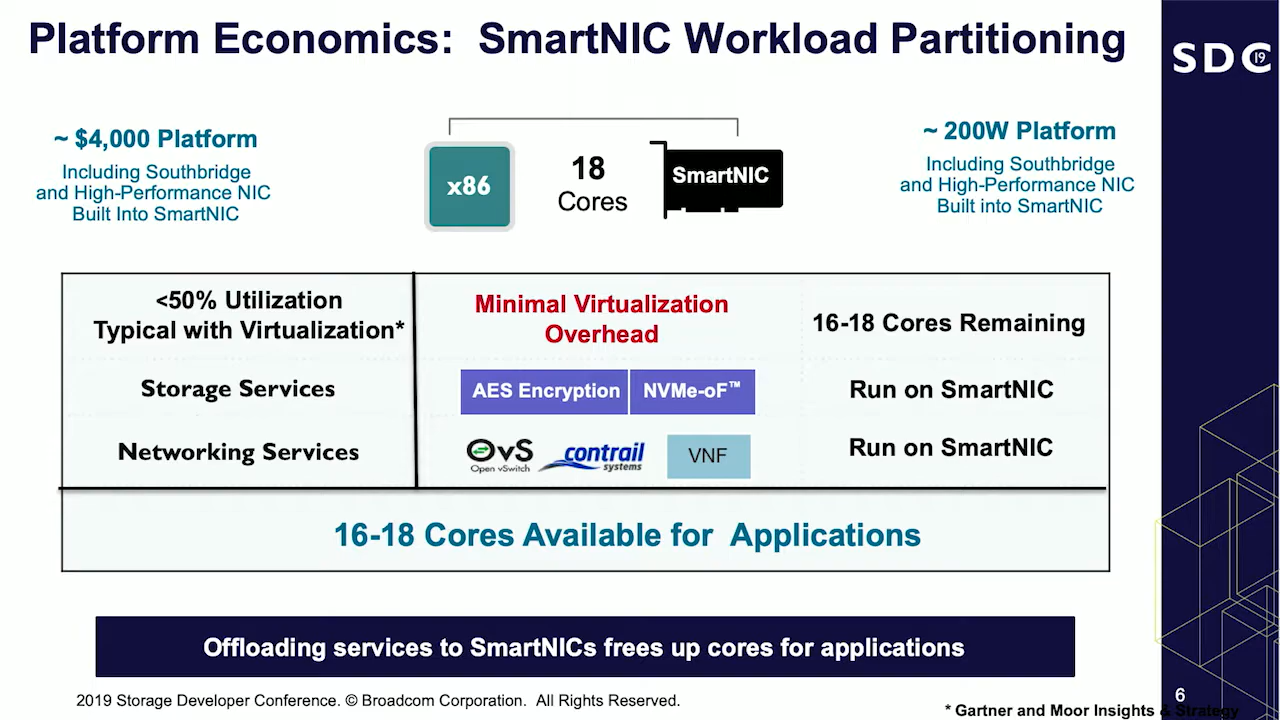 Platform Economics: SmartNIC Workload Partitioning
SDC 19
~ $4,000 Platform
Including Southbridge
and High-Performance NIC
Built Into SmartNIC
x86
18
Cores
SmartNIC
~ 200W Platform
Including Southbridge
and High-Performance NIC
Built into SmartNIC
<50% Utilization
Typical with Virtualization*
Minimal Virtualization
Overhead
16-18 Cores Remaining
Storage Services
AES Encryption
NVMe-oF™
Run on SmartNIC
Networking Services
OvS
Open vSwitch
contrail
systems
VNF
Run on SmartNIC
16-18 Cores Available for Applications
Offloading services to SmartNICs frees up cores for applications
2019 Storage Developer Conference. © Broadcom Corporation. All Rights Reserved.
6
* Gartner and Moor Insights & Strategy